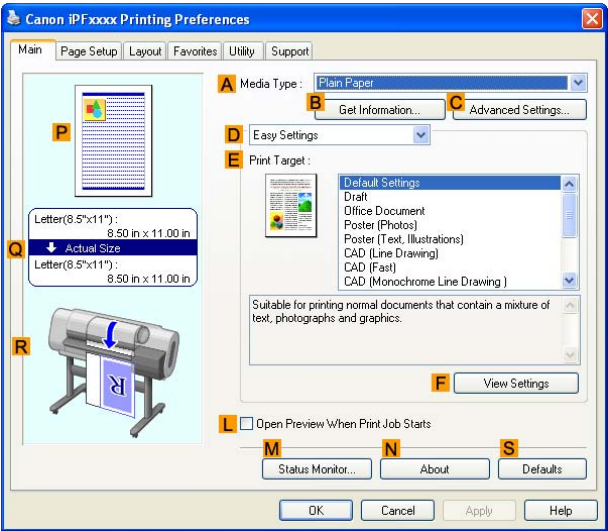 Canon iPFxxxx Printing Preferences
Main Page Setup Layout Favorites Utility Support
A Media Type : Plain Paper
B Get Information... C Advanced Settings...
D Easy Settings
E Print Target :
Default Settings
Draft
Office Document
Poster (Photos)
Poster (Text, Illustrations)
CAD (Line Drawing)
CAD (Fast)
CAD (Monochrome Line Drawing )
P
Letter(8.5"x11") :
8.50 in x 11.00 in
Q Actual Size
Letter(8.5"x11") :
8.50 in x 11.00 in
Suitable for printing normal documents that contain a mixture of
text, photographs and graphics.
R
R
F View Settings
L Open Preview When Print Job Starts
M Status Monitor... N About S Defaults
OK Cancel Apply Help